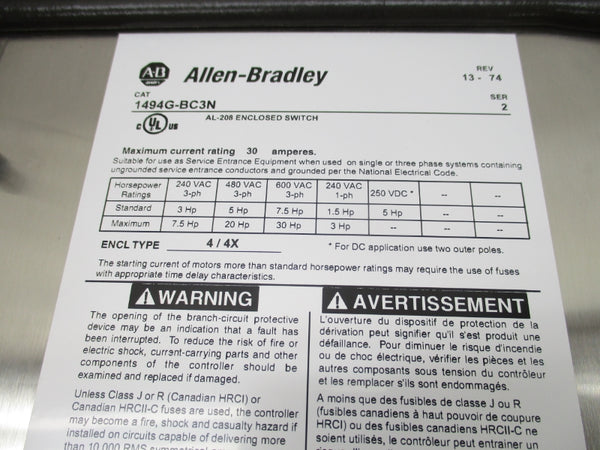 AB Allen-Bradley
REV
13 - 74
CAT
1494G-BC3N
SER
2
C UL US
AL-208 ENCLOSED SWITCH
Maximum current rating 30 amperes.
Suitable for use as Service Entrance Equipment when used on single or three phase systems containing
ungrounded service entrance conductors and grounded per the National Electrical Code.
Horsepower Ratings 240 VAC 3-ph 480 VAC 3-ph 600 VAC 3-ph 240 VAC 1-ph 250 VDC * -- --
Standard 3 Hp 5 Hp 7.5 Hp 1.5 Hp 5 Hp -- --
Maximum 7.5 Hp 20 Hp 30 Hp 3 Hp -- -- --
ENCL TYPE 4 / 4X * For DC application use two outer poles.
The starting current of motors more than standard horsepower ratings may require the use of fuses
with appropriate time delay characteristics.
WARNING
The opening of the branch-circuit protective
device may be an indication that a fault has
been interrupted. To reduce the risk of fire or
electric shock, current-carrying parts and other
components of the controller should be
examined and replaced if damaged.
Unless Class J or R (Canadian HRCI) or
Canadian HRCII-C fuses are used, the controller
may become a fire, shock and casualty hazard if
installed on circuits capable of delivering more
than 10,000 RMS symmetrical
AVERTISSEMENT
L'ouverture du dispositif de protection de la
dérivation peut signifier qu'il s'est produit une
défaillance. Pour diminuer le risque d'incendie
ou de choc électrique, vérifier les pièces et les
autres composants sous tension du contrôleur
et les remplacer s'ils sont endommagés.
A moins que des fusibles de classe J ou R
(fusibles canadiens à haut pouvoir de coupure
HRCI) ou des fusibles canadiens HRCII-C ne
soient utilisés, le contrôleur peut entrainer un